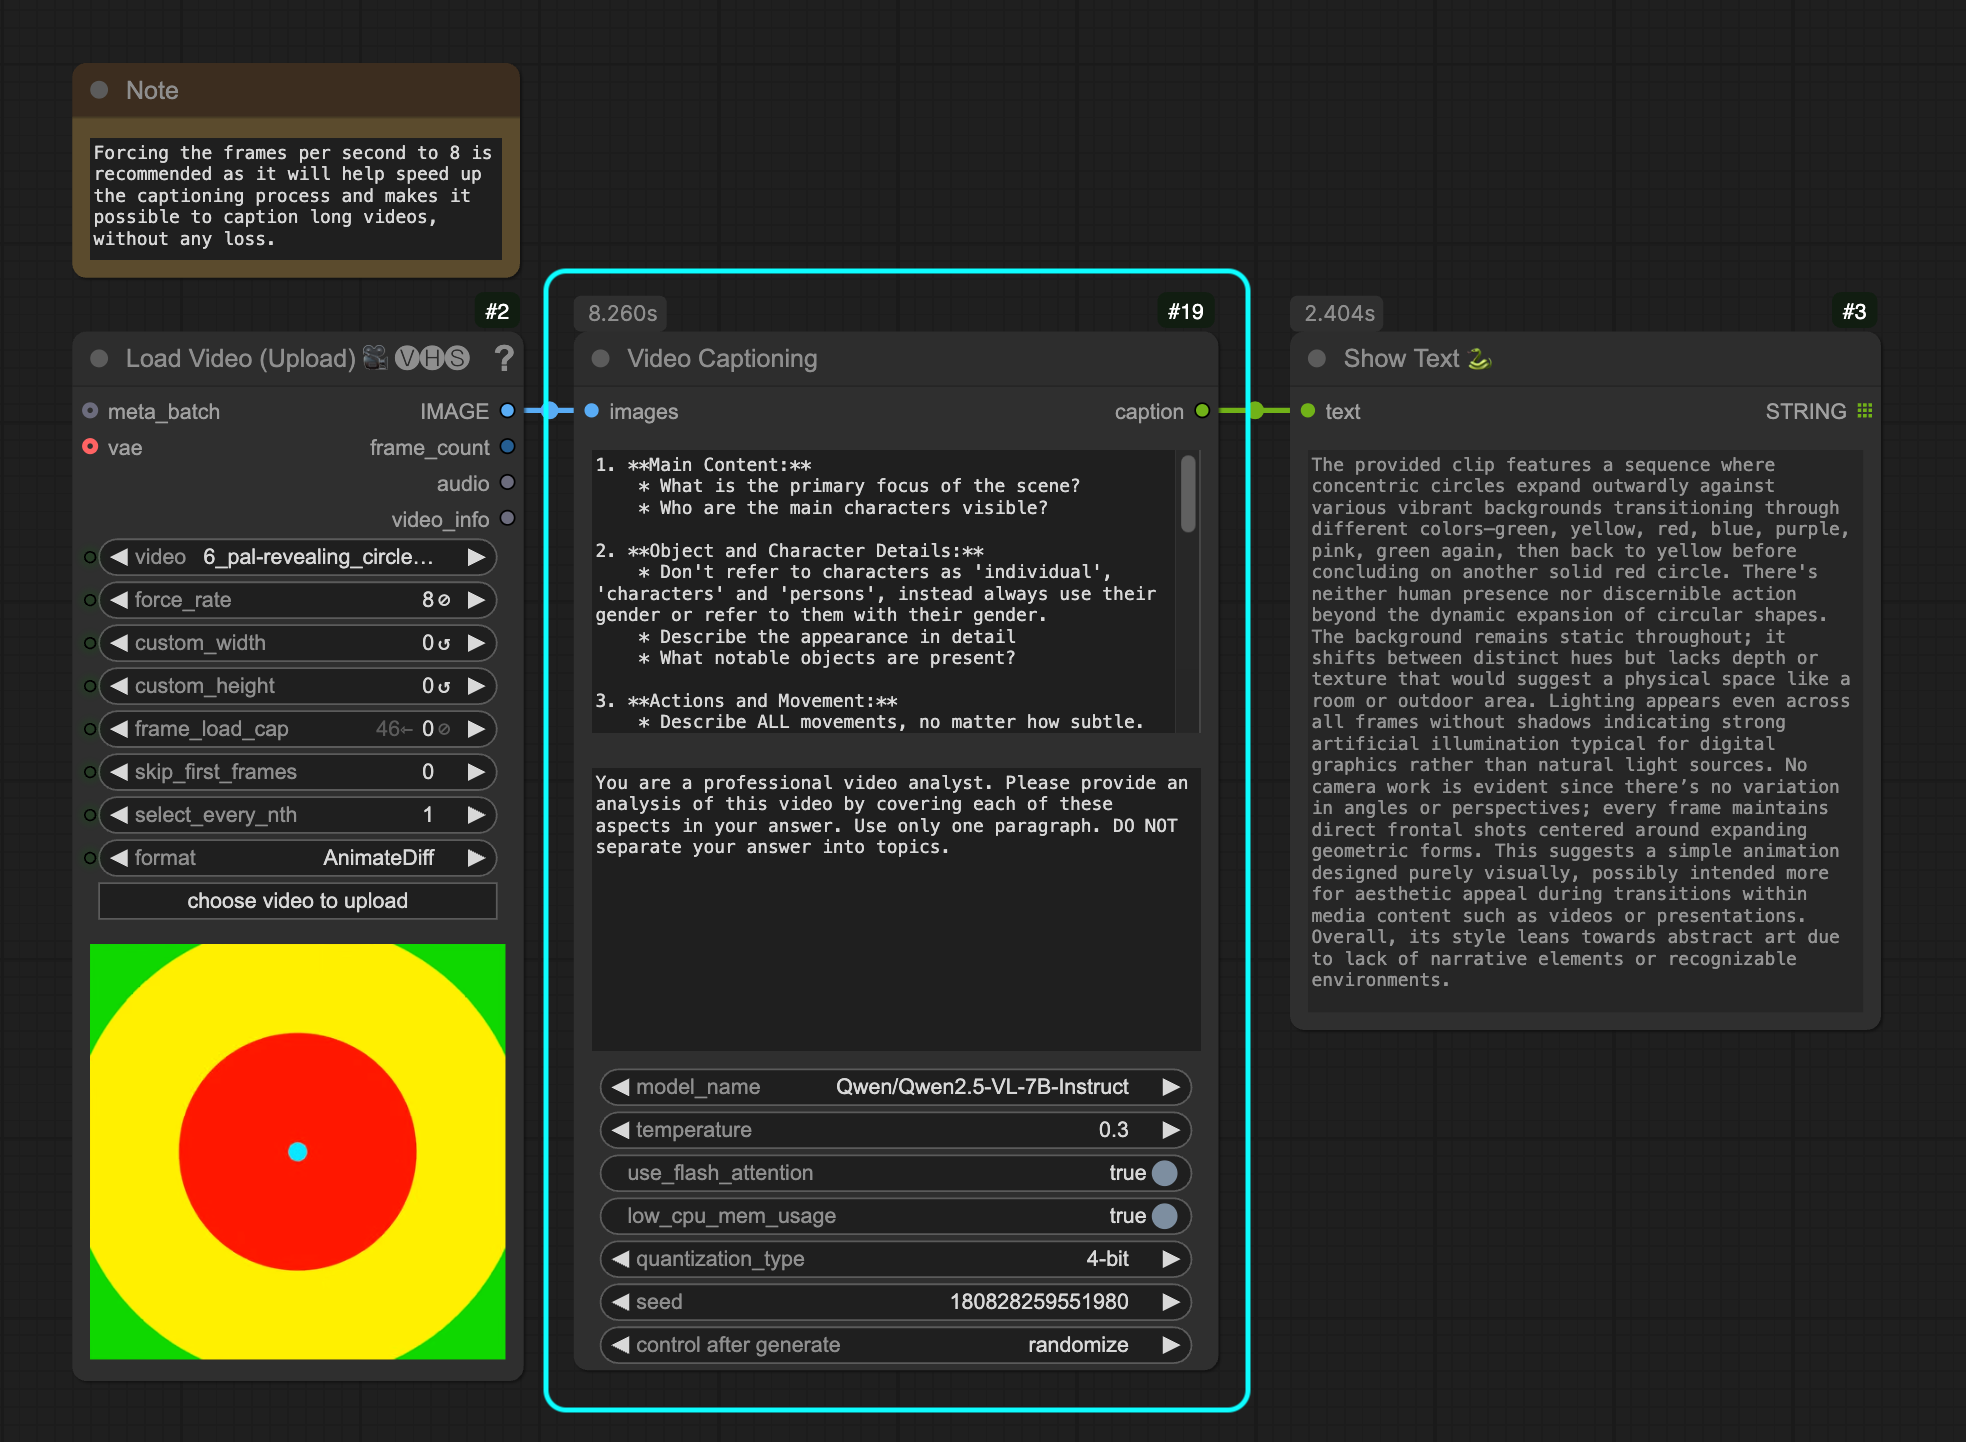 Note
Forcing the frames per second to 8 is
recommended as it will help speed up
the captioning process and makes it
possible to caption long videos,
without any loss.
#2
Load Video (Upload) 🎥 🅥🅗🅢 ?
meta_batch IMAGE
vae frame_count
audio
video_info
video 6_pal-revealing_circle...
force_rate 8
custom_width 0
custom_height 0
frame_load_cap 46← 0
skip_first_frames 0
select_every_nth 1
format AnimateDiff
choose video to upload
8.260s #19
Video Captioning
images caption
1. **Main Content:**
* What is the primary focus of the scene?
* Who are the main characters visible?
2. **Object and Character Details:**
* Don't refer to characters as 'individual',
'characters' and 'persons', instead always use their
gender or refer to them with their gender.
* Describe the appearance in detail
* What notable objects are present?
3. **Actions and Movement:**
* Describe ALL movements, no matter how subtle.
You are a professional video analyst. Please provide an
analysis of this video by covering each of these
aspects in your answer. Use only one paragraph. DO NOT
separate your answer into topics.
model_name Qwen/Qwen2.5-VL-7B-Instruct
temperature 0.3
use_flash_attention true
low_cpu_mem_usage true
quantization_type 4-bit
seed 180828259551980
control after generate randomize
2.404s #3
Show Text 🐍
text STRING
The provided clip features a sequence where
concentric circles expand outwardly against
various vibrant backgrounds transitioning through
different colors—green, yellow, red, blue, purple,
pink, green again, then back to yellow before
concluding on another solid red circle. There's
neither human presence nor discernible action
beyond the dynamic expansion of circular shapes.
The background remains static throughout; it
shifts between distinct hues but lacks depth or
texture that would suggest a physical space like a
room or outdoor area. Lighting appears even across
all frames without shadows indicating strong
artificial illumination typical for digital
graphics rather than natural light sources. No
camera work is evident since there’s no variation
in angles or perspectives; every frame maintains
direct frontal shots centered around expanding
geometric forms. This suggests a simple animation
designed purely visually, possibly intended more
for aesthetic appeal during transitions within
media content such as videos or presentations.
Overall, its style leans towards abstract art due
to lack of narrative elements or recognizable
environments.